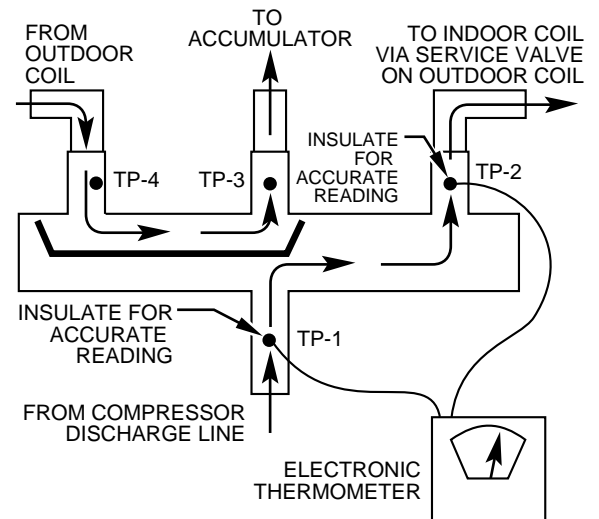 FROM
OUTDOOR
COIL
TO
ACCUMULATOR
TO INDOOR COIL
VIA SERVICE VALVE
ON OUTDOOR COIL
INSULATE
FOR
ACCURATE
READING
TP-4
TP-3
TP-2
INSULATE FOR
ACCURATE
READING
TP-1
FROM COMPRESSOR
DISCHARGE LINE
ELECTRONIC
THERMOMETER